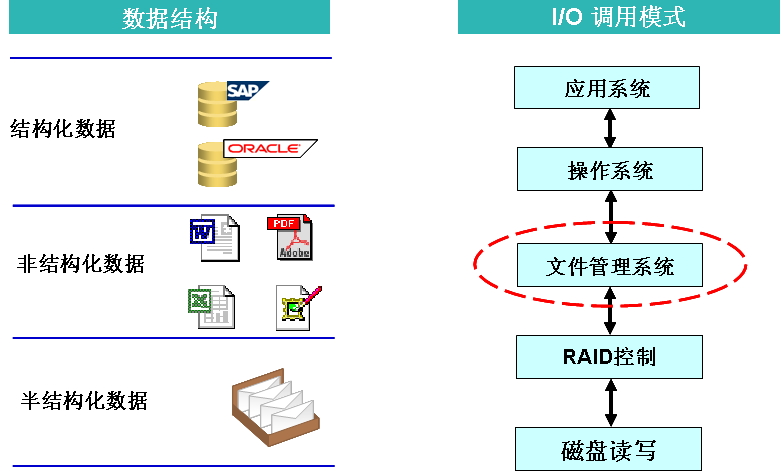 数据结构
结构化数据
SAP
ORACLE
非结构化数据
W
PDF
Adobe
X
半结构化数据
I/O 调用模式
应用系统
操作系统
文件管理系统
RAID控制
磁盘读写